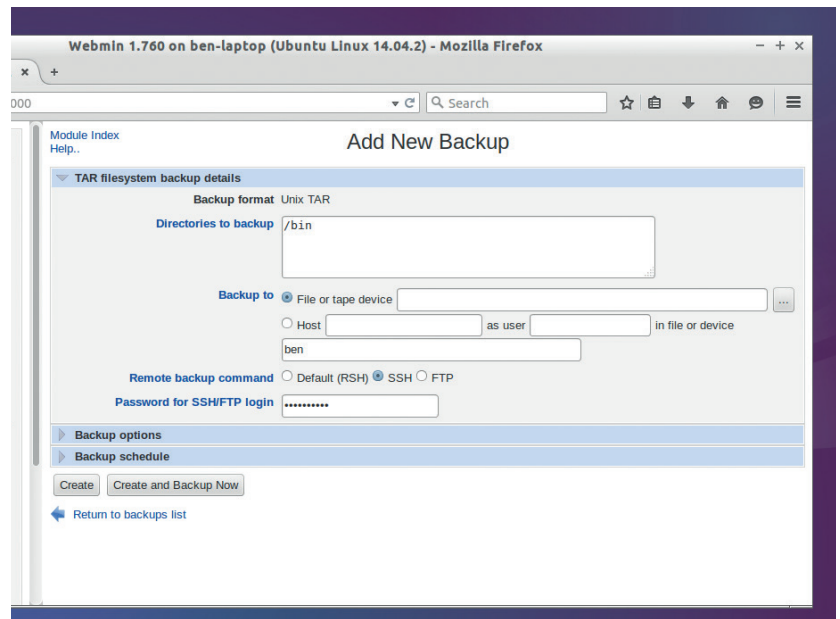 Webmin 1.760 on ben-laptop (Ubuntu Linux 14.04.2) - Mozilla Firefox
000
Search
Module Index
Help..
Add New Backup
TAR filesystem backup details
Backup format Unix TAR
Directories to backup /bin
Backup to File or tape device ...
Host as user in file or device
ben
Remote backup command Default (RSH) SSH FTP
Password for SSH/FTP login ••••••••••
Backup options
Backup schedule
Create Create and Backup Now
Return to backups list